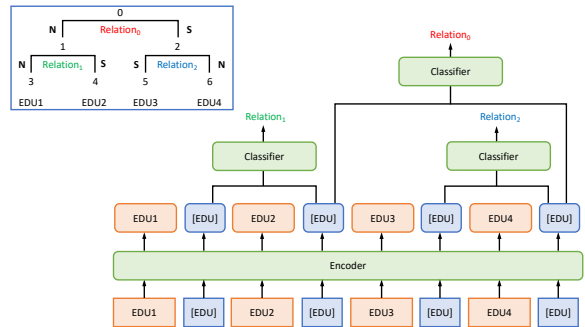 0
N Relation0 S
1 2
N Relation1 S S Relation2 N
3 4 5 6
EDU1 EDU2 EDU3 EDU4
Relation0
Classifier
Relation1 Relation2
Classifier Classifier
EDU1 [EDU] EDU2 [EDU] EDU3 [EDU] EDU4 [EDU]
Encoder
EDU1 [EDU] EDU2 [EDU] EDU3 [EDU] EDU4 [EDU]